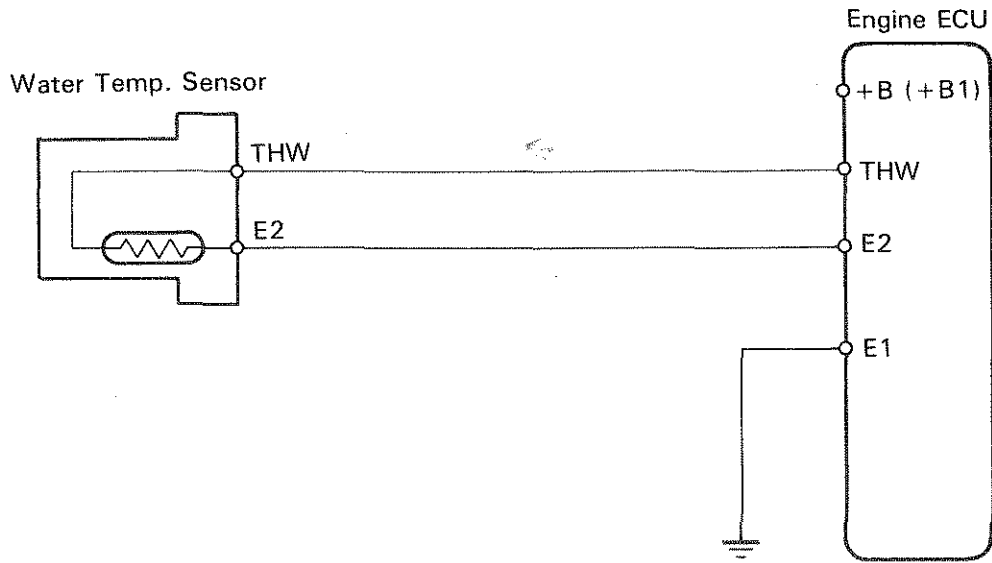 Engine ECU
Water Temp. Sensor
+B (+B1)
THW
THW
E2
E2
E1